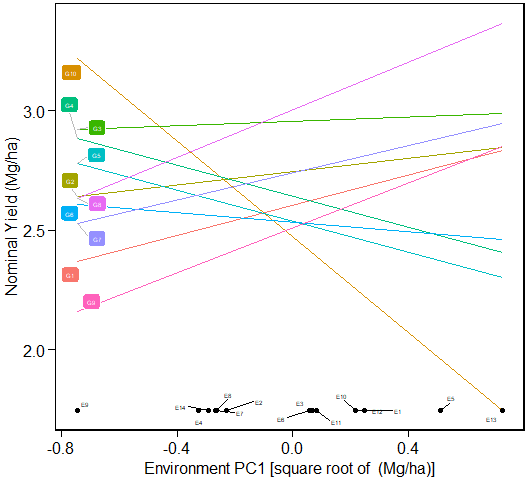 Nominal Yield (Mg/ha)
3.0
2.5
2.0
G10
G4
G3
G5
G2
G8
G6
G7
G1
G9
E9
E14
E4
E8
E7
E2
E3
E6
E11
E10
E12
E1
E5
E13
-0.8
-0.4
0.0
0.4
Environment PC1 [square root of (Mg/ha)]